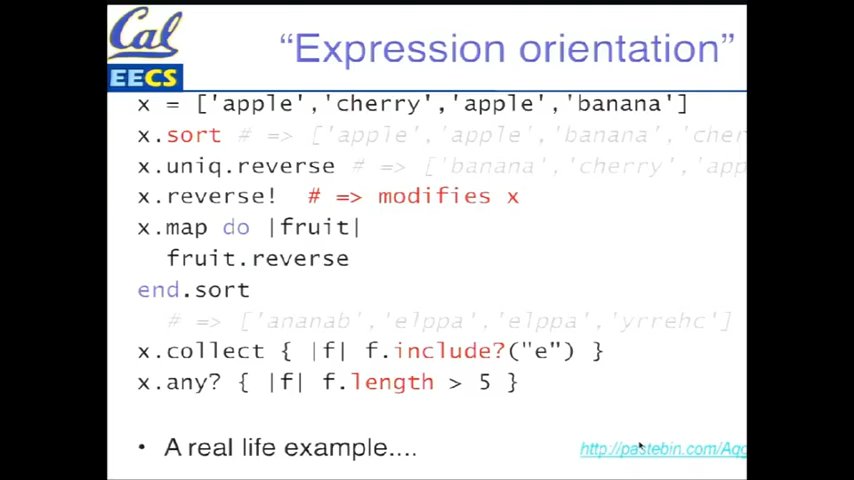 Cal
EECS
“Expression orientation”
x = ['apple','cherry','apple','banana']
x.sort # => ['apple','apple','banana','cher
x.uniq.reverse # => ['banana','cherry','app
x.reverse! # => modifies x
x.map do |fruit|
fruit.reverse
end.sort
# => ['ananab','elppa','elppa','yrrehc']
x.collect { |f| f.include?("e") }
x.any? { |f| f.length > 5 }
• A real life example....
http://pastebin.com/Aqg